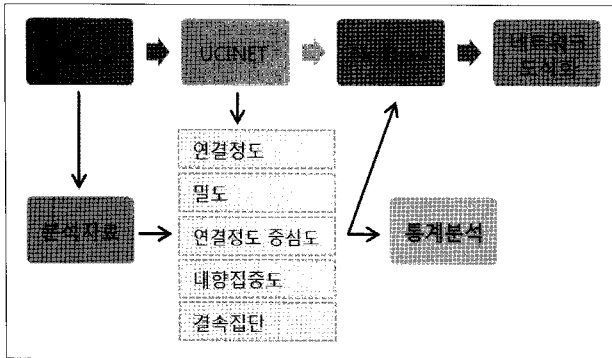 UCINET
네트워크
도식화
연결정도
밀도
분석자료
연결정도 중심도
통계분석
내향집중도
결속집단